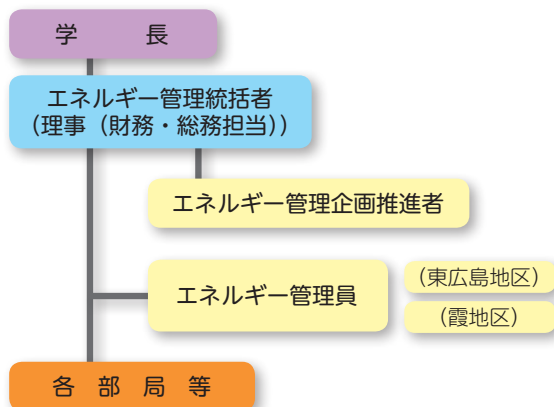 学　　長
エネルギー管理統括者
（理事（財務・総務担当））
エネルギー管理企画推進者
エネルギー管理員
（東広島地区）
（霞地区）
各 部 局 等